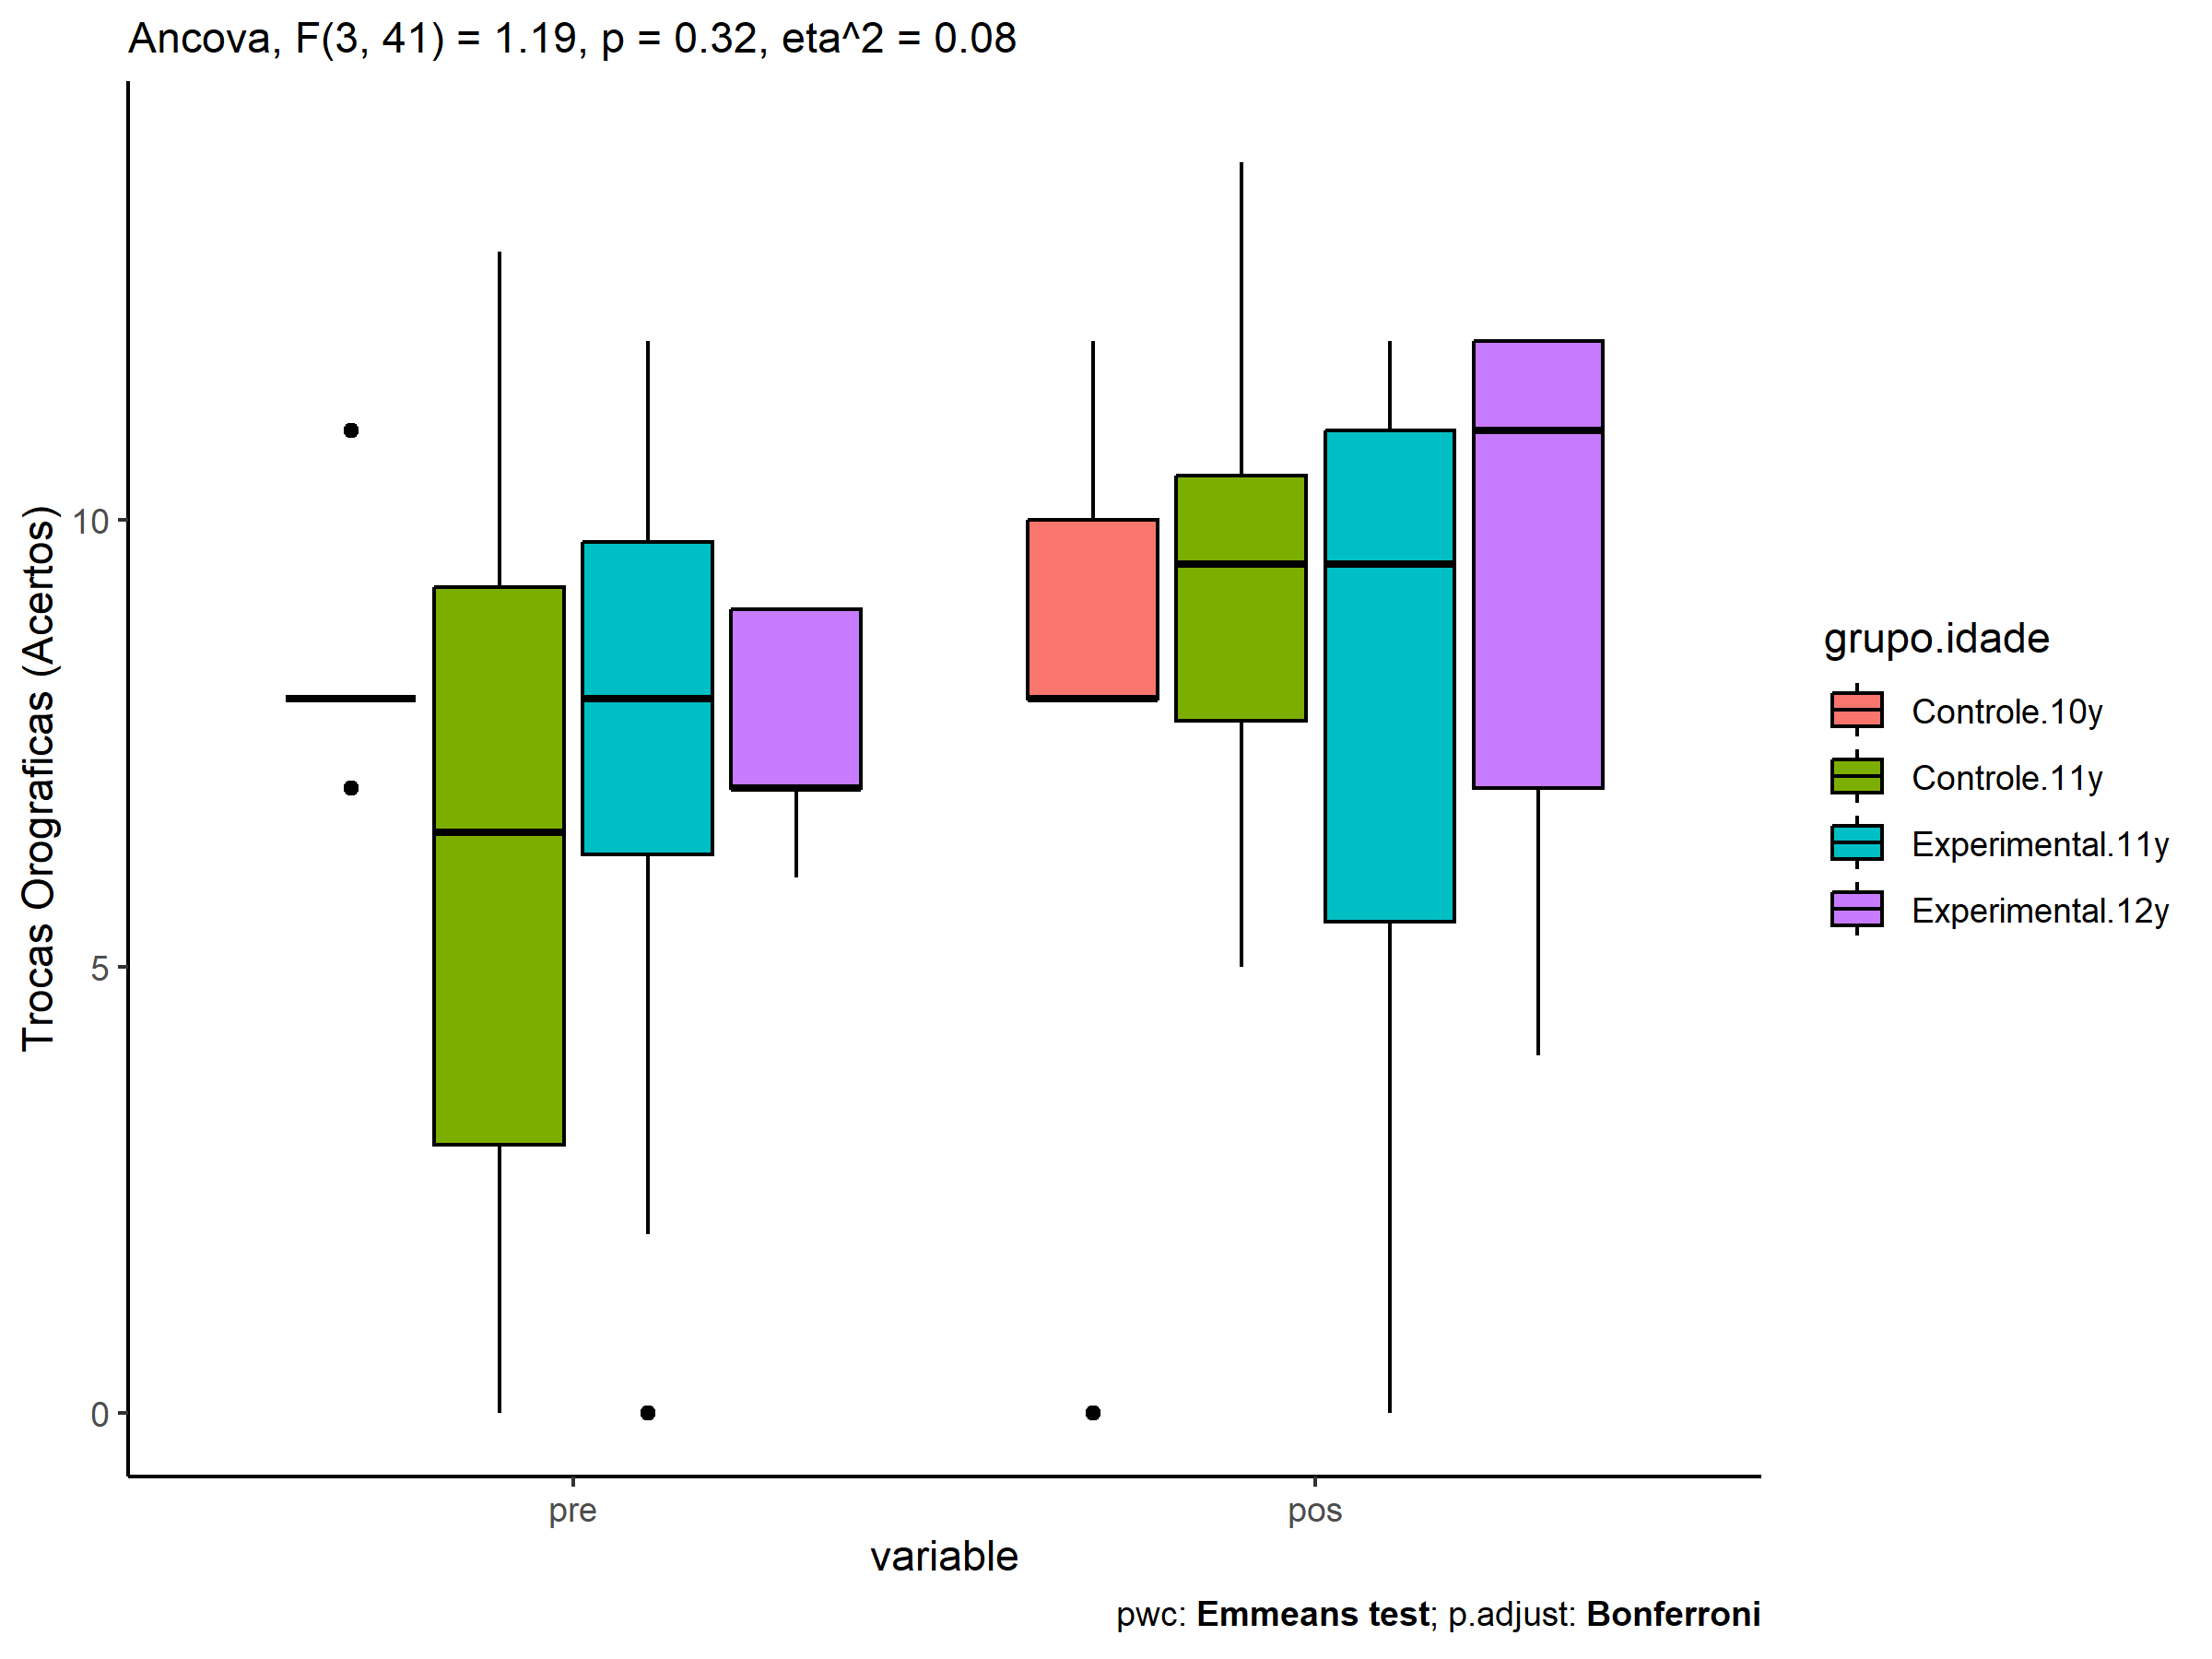 Ancova, F(3, 41) = 1.19, p = 0.32, eta^2 = 0.08
Trocas Orograficas (Acertos)
10
5
0
pre
pos
variable
grupo.idade
Controle.10y
Controle.11y
Experimental.11y
Experimental.12y
pwc: Emmeans test; p.adjust: Bonferroni